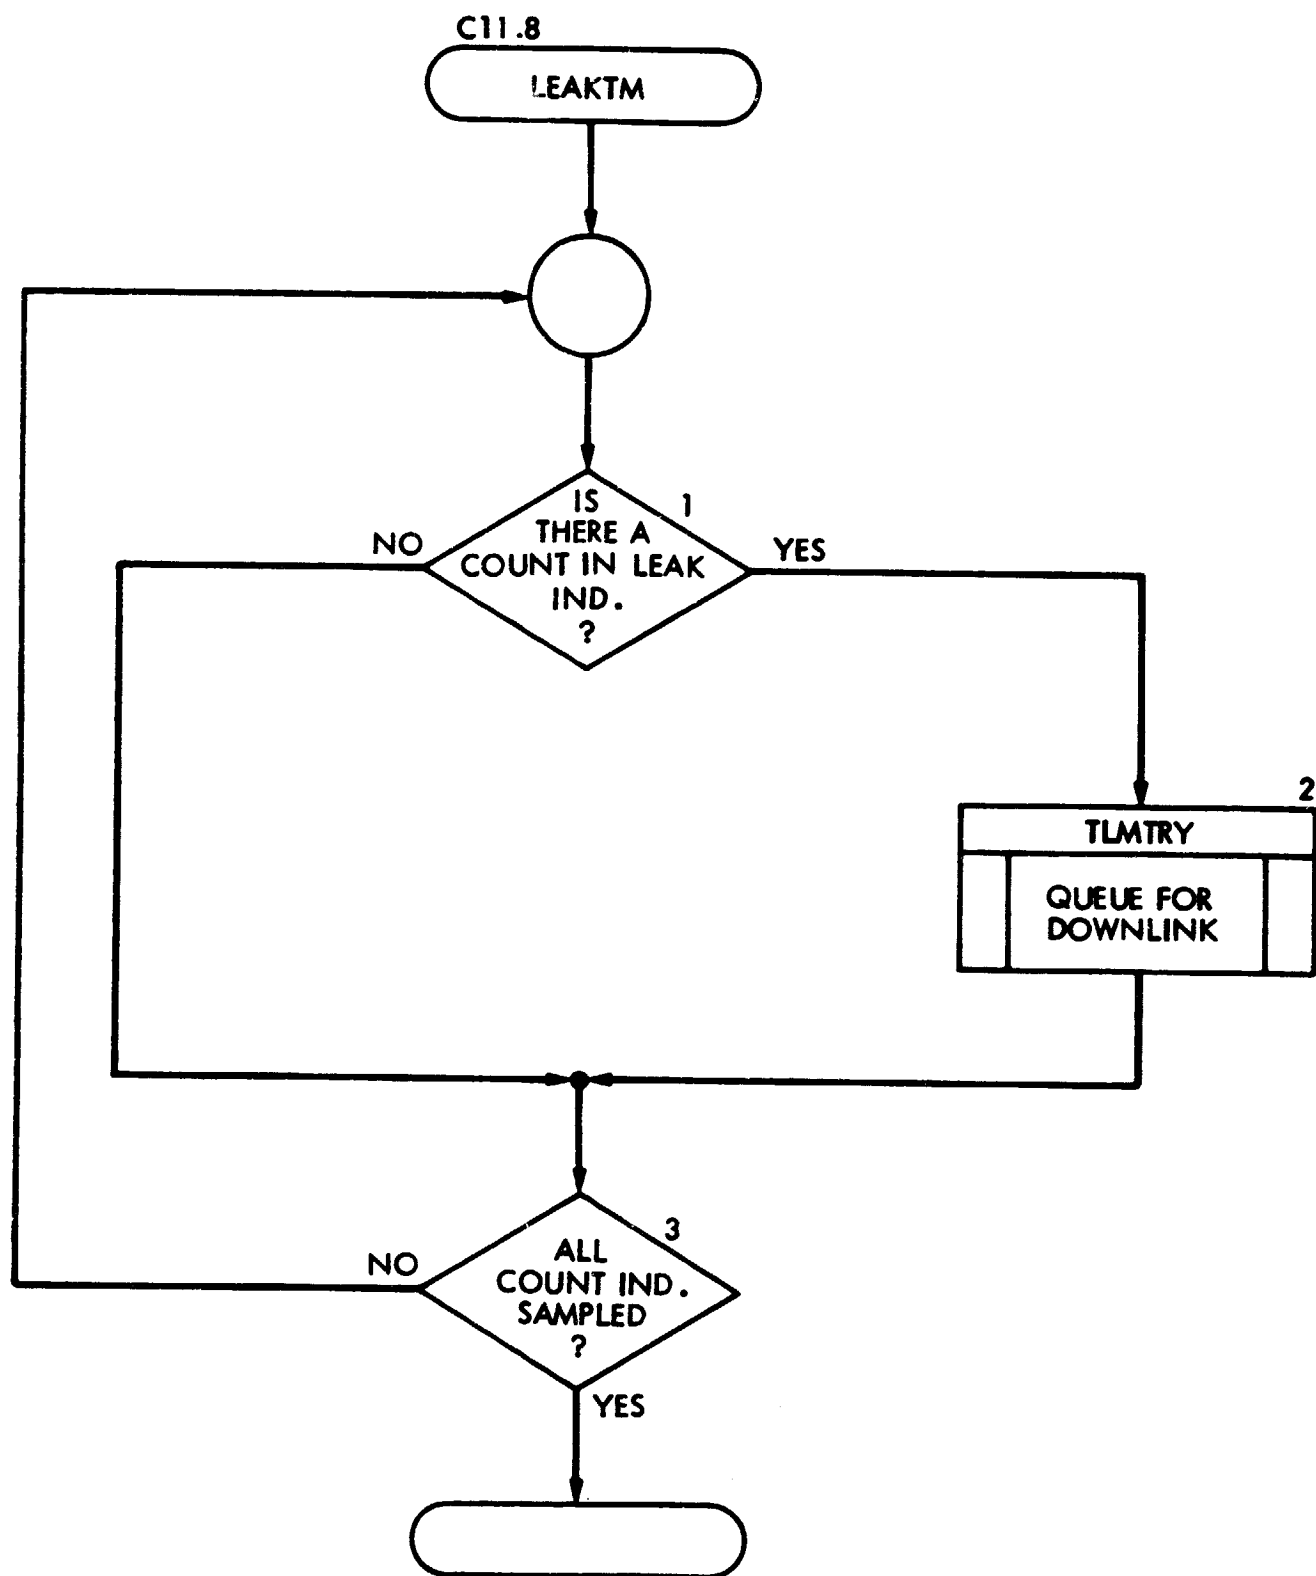 C11.8
LEAKTM
IS
1
THERE A
NO
COUNT IN LEAK
YES
IND.
?
2
TLMTRY
QUEUE FOR
DOWNLINK
3
ALL
NO
COUNT IND.
SAMPLED
?
YES